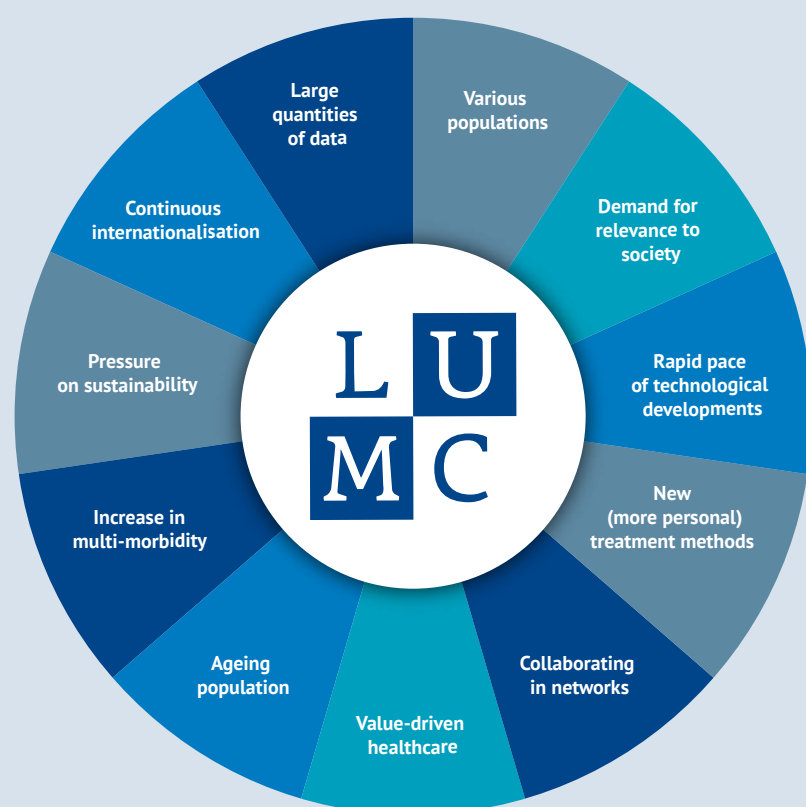 Large
quantities
of data
Various
populations
Demand for
relevance to
society
Rapid pace
of technological
developments
New
(more personal)
treatment methods
Collaborating
in networks
Value-driven
healthcare
Ageing
population
Increase in
multi-morbidity
Pressure
on sustainability
Continuous
internationalisation
L U
M C